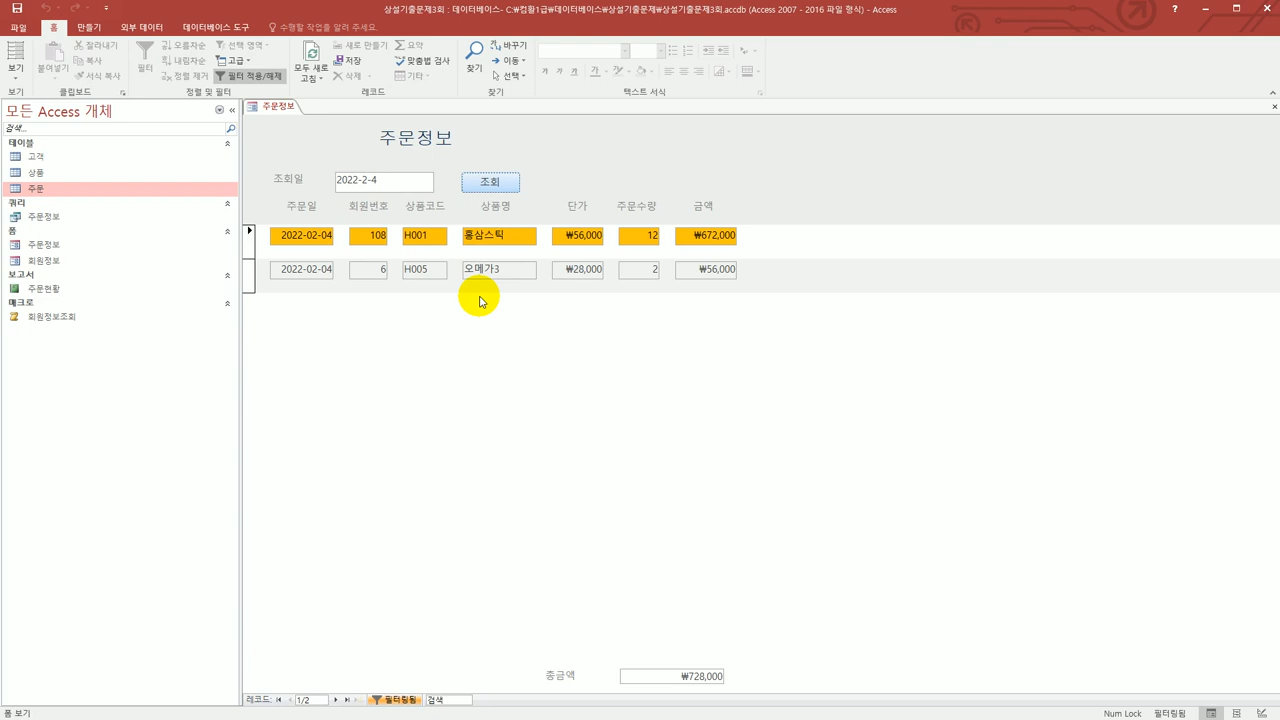 상설기출문제3회 : 데이터베이스- C:₩컴활1급₩데이터베이스₩상설기출문제₩상설기출문제3회.accdb (Access 2007 - 2016 파일 형식) - Access
파일 홈 만들기 외부 데이터 데이터베이스 도구 수행할 작업을 알려 주세요.
보기
보기
붙여넣기
잘라내기
복사
서식 복사
클립보드
필터
오름차순
내림차순
정렬 제거
선택 영역
고급
필터 적용/해제
정렬 및 필터
모두 새로
고침
새로 만들기
저장
삭제
요약
맞춤법 검사
기타
레코드
찾기
바꾸기
이동
선택
찾기
가 가 가
텍스트 서식
모든 Access 개체
검색...
테이블
고객
상품
주문
쿼리
주문정보
폼
주문정보
회원정보
보고서
주문현황
매크로
회원정보조회
주문정보
주문정보
조회일 2022-2-4 조회
주문일 회원번호 상품코드 상품명 단가 주문수량 금액
2022-02-04 108 H001 홍삼스틱 ₩56,000 12 ₩672,000
2022-02-04 6 H005 오메가3 ₩28,000 2 ₩56,000
총금액 ₩728,000
레코드: 1/2 필터링됨 검색
폼 보기 Num Lock 필터링됨